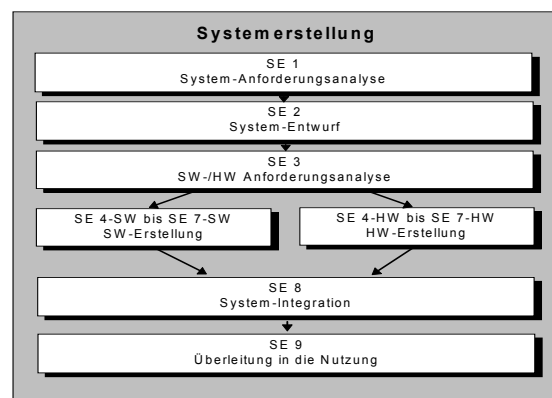 Systemerstellung
SE 1
System-Anforderungsanalyse
SE 2
System-Entwurf
SE 3
SW-/HW Anforderungsanalyse
SE 4-SW bis SE 7-SW
SW-Erstellung
SE 4-HW bis SE 7-HW
HW-Erstellung
SE 8
System-Integration
SE 9
Überleitung in die Nutzung